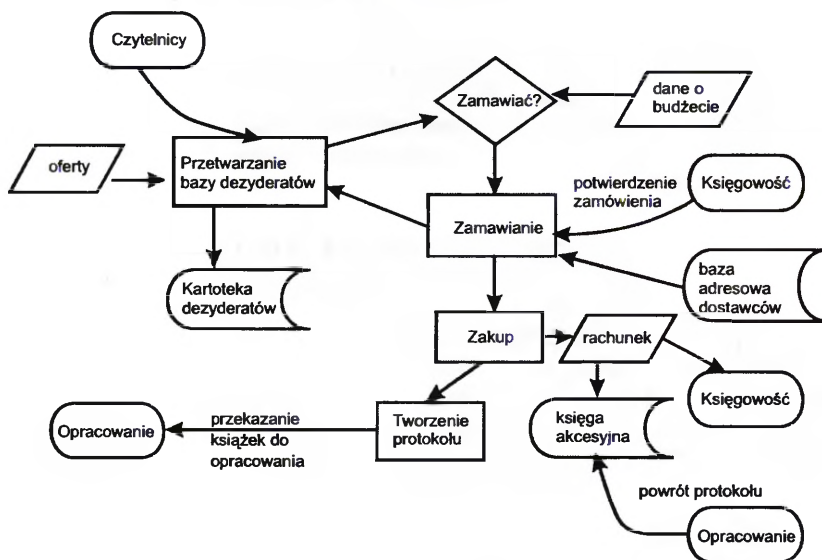 Czytelnicy
Zamawiać?
dane o
budżecie
oferty
Przetwarzanie
bazy dezyderatów
potwierdzenie
zamówienia
Księgowość
Zamawianie
Kartoteka
dezyderatów
baza
adresowa
dostawców
Zakup
rachunek
Księgowość
Opracowanie
przekazanie
książek do
opracowania
Tworzenie
protokołu
księga
akcesyjna
powrót protokołu
Opracowanie